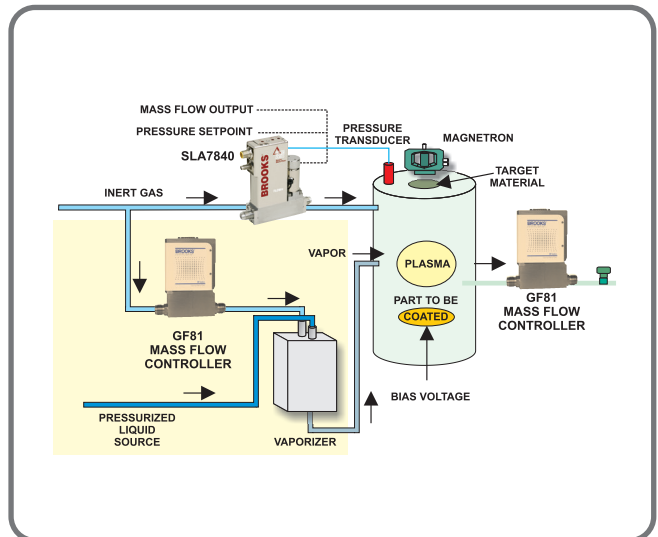 MASS FLOW OUTPUT
PRESSURE SETPOINT
SLA7840
PRESSURE
TRANSDUCER
MAGNETRON
BROOKS
TARGET
MATERIAL
INERT GAS
VAPOR
PLASMA
PART TO BE
COATED
BROOKS
GF81
MASS FLOW
CONTROLLER
BROOKS
GF81
MASS FLOW
CONTROLLER
BIAS VOLTAGE
PRESSURIZED
LIQUID
SOURCE
VAPORIZER